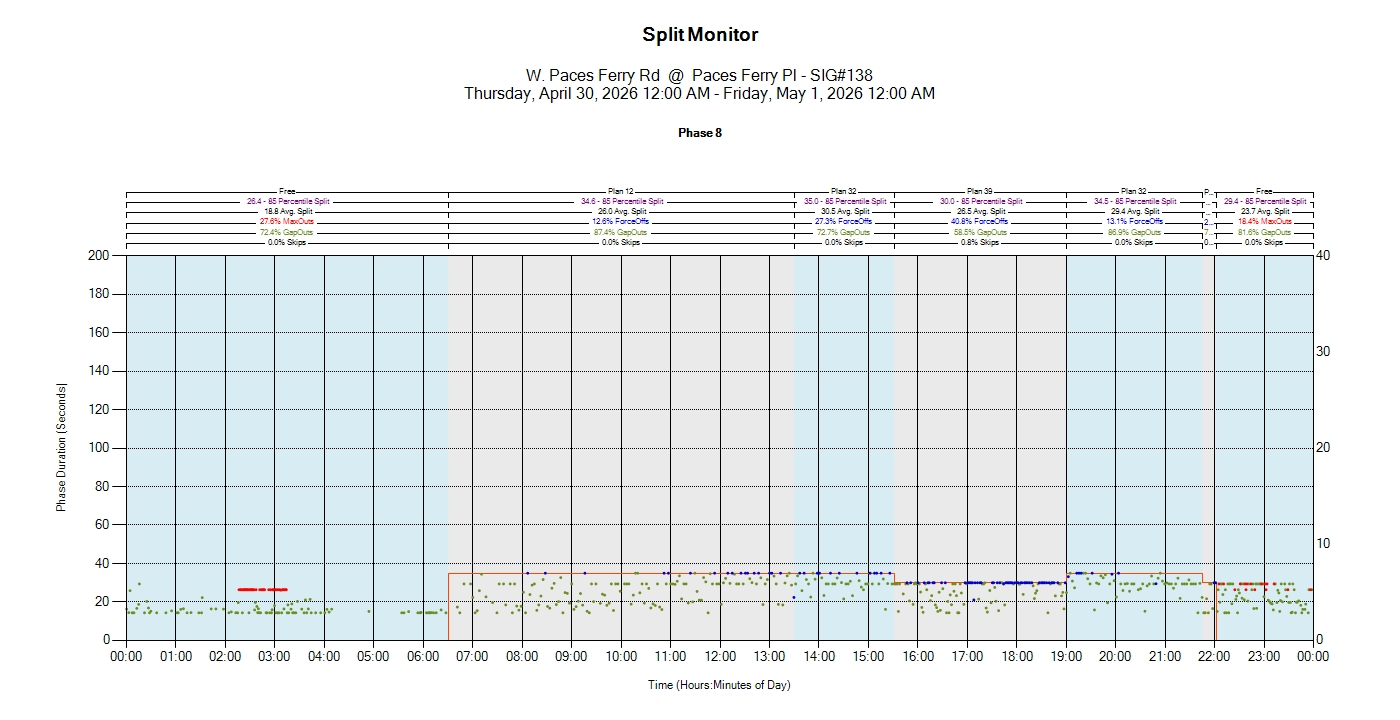 Split Monitor
W. Paces Ferry Rd @ Paces Ferry Pl - SIG#138
Thursday, April 30, 2026 12:00 AM - Friday, May 1, 2026 12:00 AM
Phase 8
Free Plan 12 Plan 32 Plan 39 Plan 32 P... Free
26.4 - 85 Percentile Split 34.6 - 85 Percentile Split 35.0 - 85 Percentile Split 30.0 - 85 Percentile Split 34.5 - 85 Percentile Split ... 29.4 - 85 Percentile Split
18.8 Avg. Split 26.0 Avg. Split 30.5 Avg. Split 26.5 Avg. Split 29.4 Avg. Split ... 23.7 Avg. Split
27.6% MaxOuts 12.6% ForceOffs 27.3% ForceOffs 40.8% ForceOffs 13.1% ForceOffs 2... 18.4% MaxOuts
72.4% GapOuts 87.4% GapOuts 72.7% GapOuts 58.5% GapOuts 86.9% GapOuts 7... 81.6% GapOuts
0.0% Skips 0.0% Skips 0.0% Skips 0.8% Skips 0.0% Skips 0... 0.0% Skips
200 40
180
160
30
140
120
100 20
80
60
10
40
20
0 0
00:00 01:00 02:00 03:00 04:00 05:00 06:00 07:00 08:00 09:00 10:00 11:00 12:00 13:00 14:00 15:00 16:00 17:00 18:00 19:00 20:00 21:00 22:00 23:00 00:00
Phase Duration (Seconds)
Time (Hours:Minutes of Day)